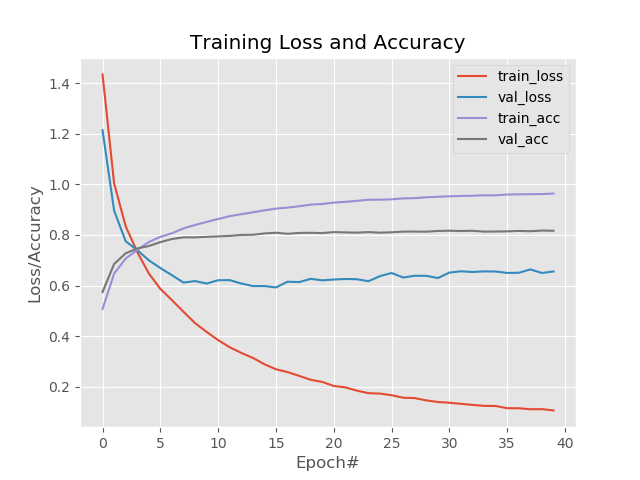 Training Loss and Accuracy
train_loss
val_loss
train_acc
val_acc
1.4
1.2
1.0
0.8
0.6
0.4
0.2
Loss/Accuracy
0 5 10 15 20 25 30 35 40
Epoch#